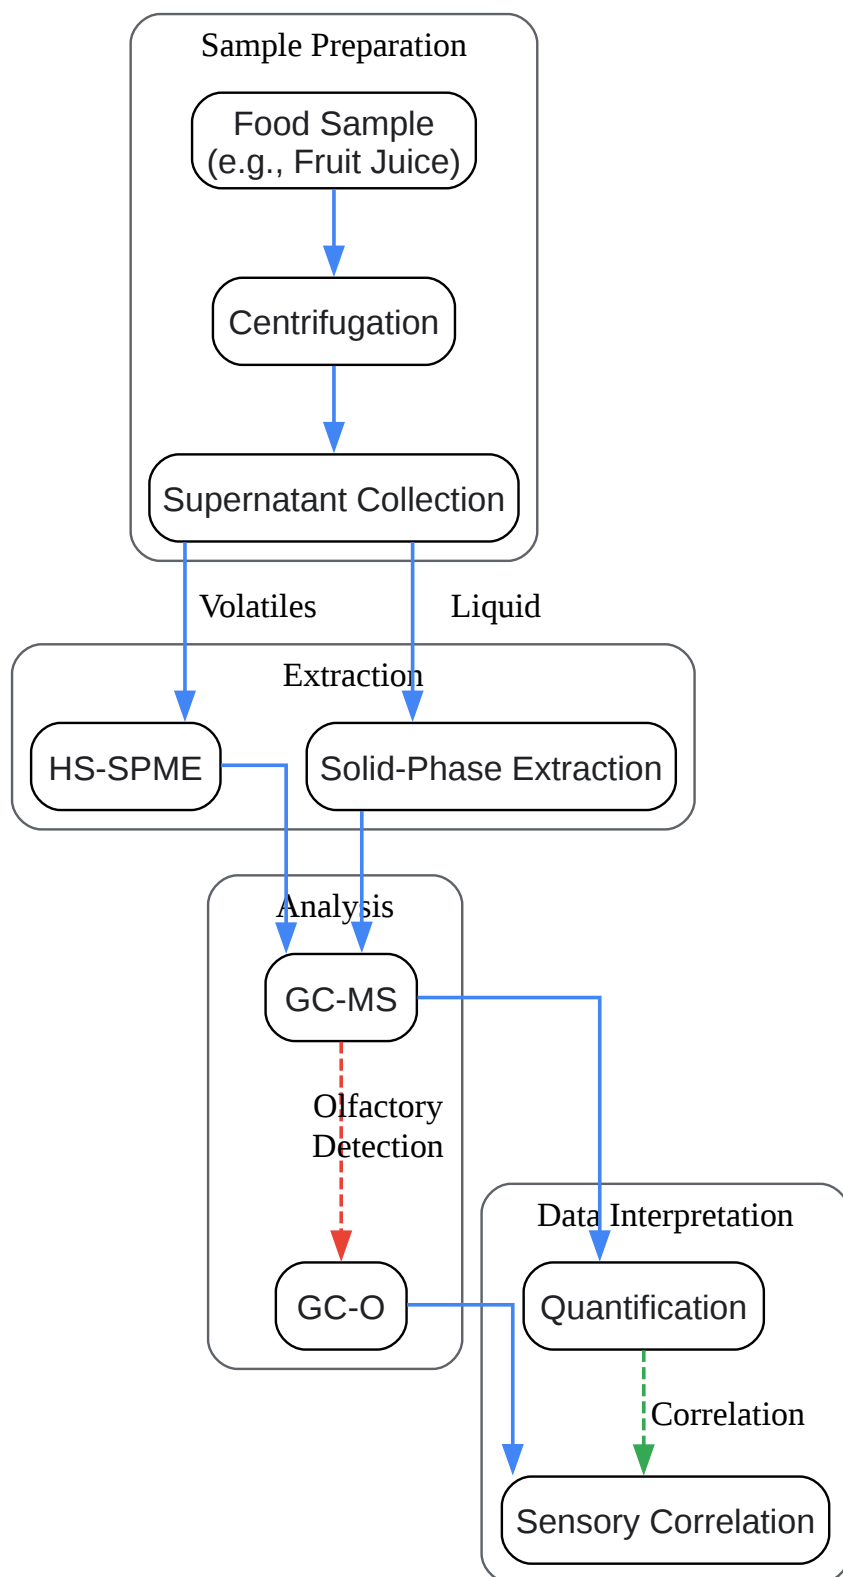 Sample Preparation
Food Sample
(e.g., Fruit Juice)
Centrifugation
Supernatant Collection
Volatiles
Liquid
Extraction
HS-SPME
Solid-Phase Extraction
Analysis
GC-MS
Olfactory
Detection
Data Interpretation
GC-O
Quantification
Correlation
Sensory Correlation